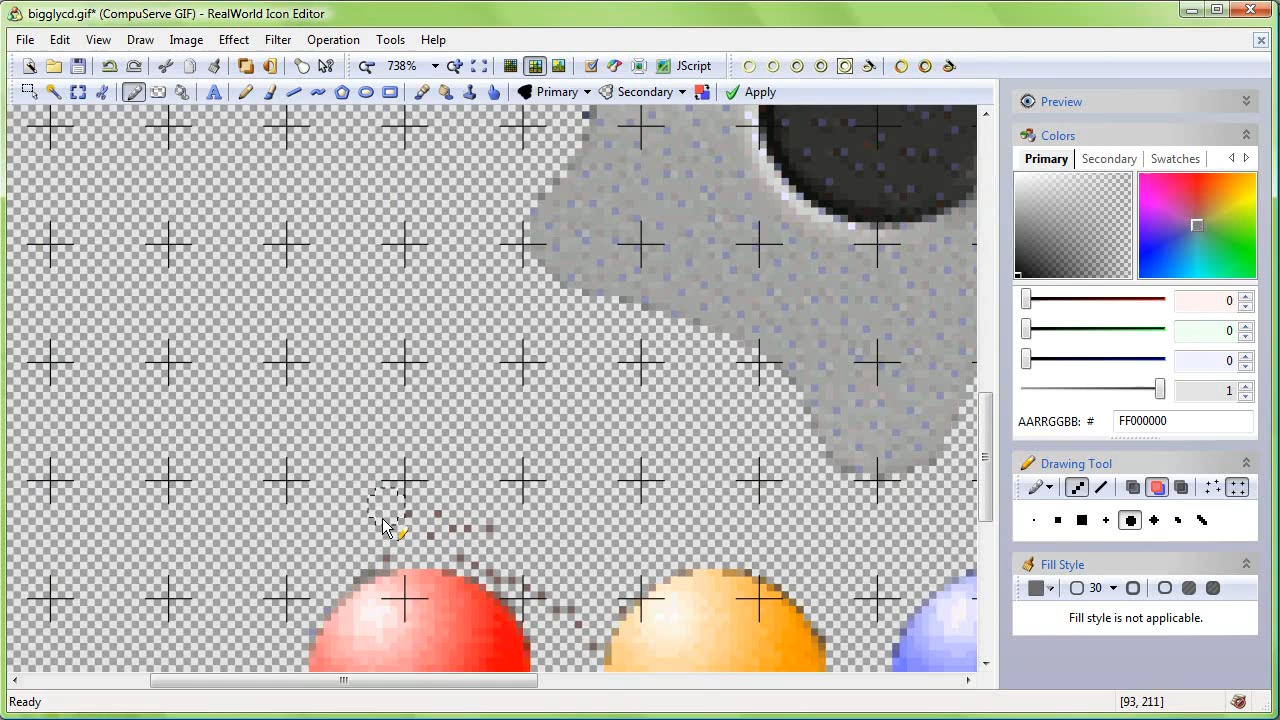 bigglycd.gif* (CompuServe GIF) - RealWorld Icon Editor
File Edit View Draw Image Effect Filter Operation Tools Help
738% JScript
Primary Secondary Apply
Preview
Colors
Primary Secondary Swatches
0
0
0
1
AARRGGBB: # FF000000
Drawing Tool
Fill Style
30
Fill style is not applicable.
Ready [93, 211]